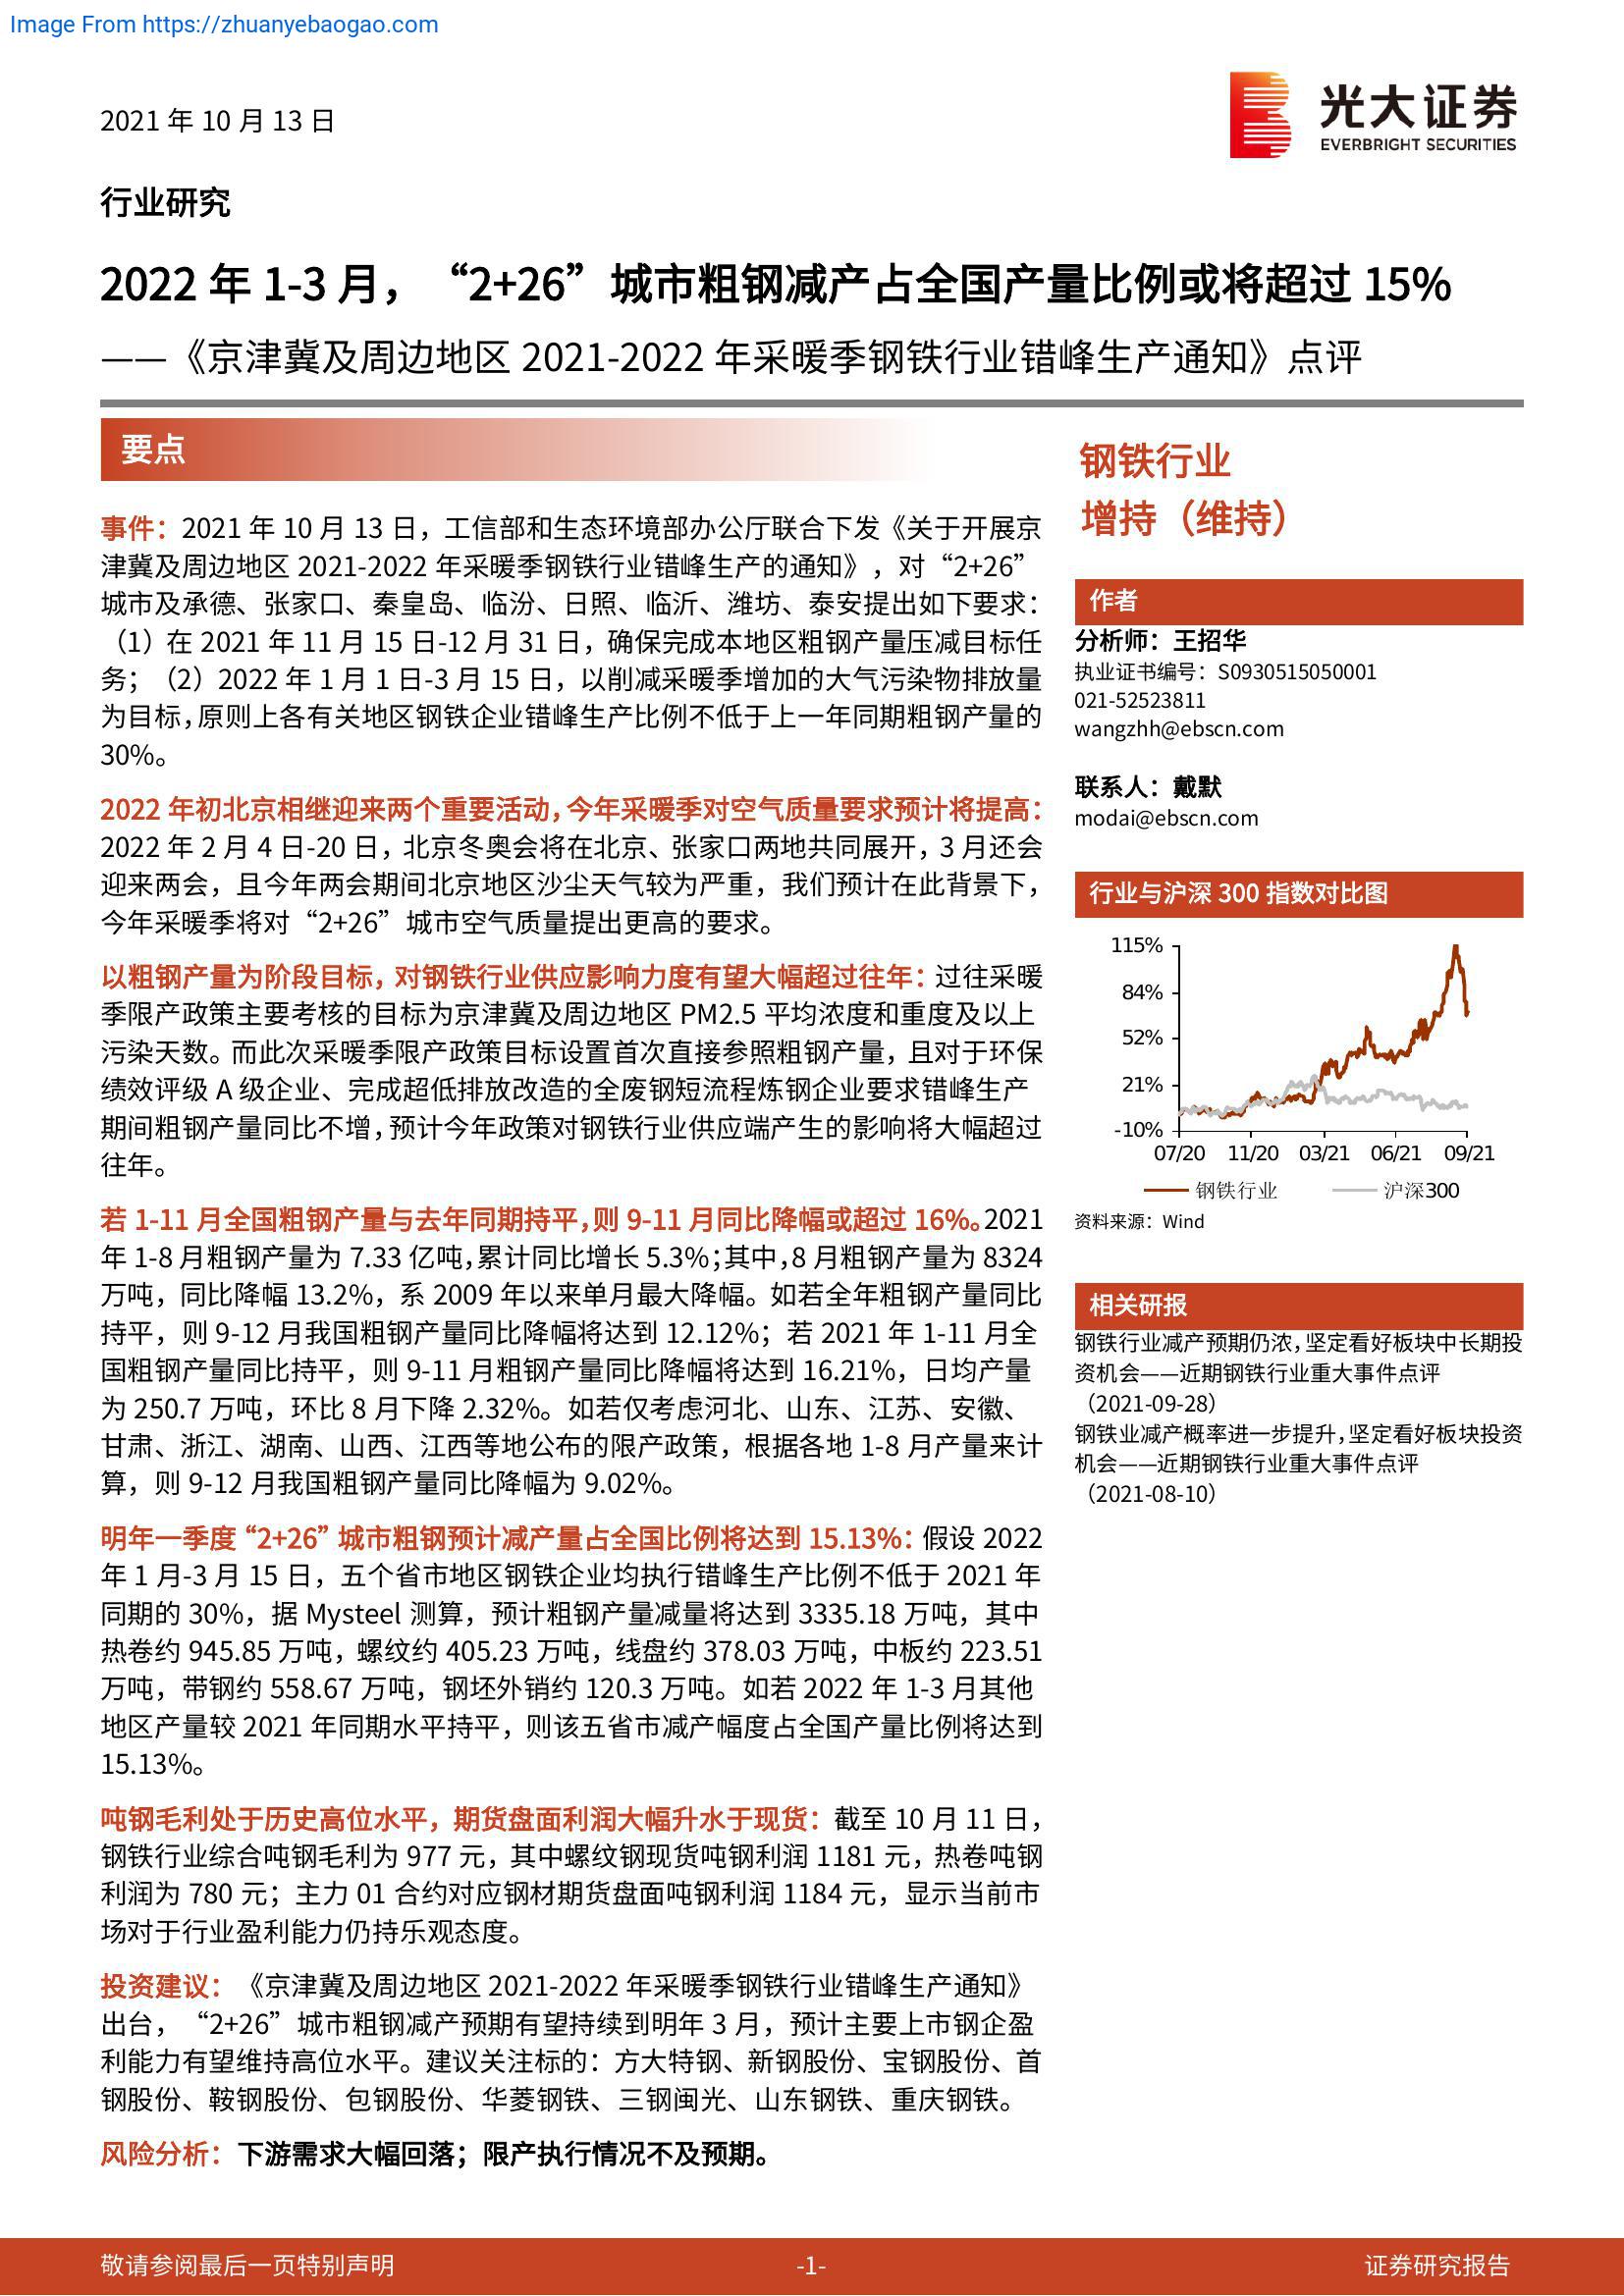 Image From https://zhuanyebaogao.com
2021 年 10 月 13 日
光大证券
EVERBRIGHT SECURITIES
行业研究
2022 年 1-3 月，“2+26”城市粗钢减产占全国产量比例或将超过 15%
——《京津冀及周边地区 2021-2022 年采暖季钢铁行业错峰生产通知》点评
要点
事件：2021 年 10 月 13 日，工信部和生态环境部办公厅联合下发《关于开展京
津冀及周边地区 2021-2022 年采暖季钢铁行业错峰生产的通知》，对“2+26”
城市及承德、张家口、秦皇岛、临汾、日照、临沂、潍坊、泰安提出如下要求：
（1）在 2021 年 11 月 15 日-12 月 31 日，确保完成本地区粗钢产量压减目标任
务；（2）2022 年 1 月 1 日-3 月 15 日，以削减采暖季增加的大气污染物排放量
为目标，原则上各有关地区钢铁企业错峰生产比例不低于上一年同期粗钢产量的
30%。
2022 年初北京相继迎来两个重要活动，今年采暖季对空气质量要求预计将提高：
2022 年 2 月 4 日-20 日，北京冬奥会将在北京、张家口两地共同展开，3 月还会
迎来两会，且今年两会期间北京地区沙尘天气较为严重，我们预计在此背景下，
今年采暖季将对“2+26”城市空气质量提出更高的要求。
以粗钢产量为阶段目标，对钢铁行业供应影响力度有望大幅超过往年：过往采暖
季限产政策主要考核的目标为京津冀及周边地区 PM2.5 平均浓度和重度及以上
污染天数。而此次采暖季限产政策目标设置首次直接参照粗钢产量，且对于环保
绩效评级 A 级企业、完成超低排放改造的全废钢短流程炼钢企业要求错峰生产
期间粗钢产量同比不增，预计今年政策对钢铁行业供应端产生的影响将大幅超过
往年。
若 1-11 月全国粗钢产量与去年同期持平，则 9-11 月同比降幅或超过 16%。2021
年 1-8 月粗钢产量为 7.33 亿吨，累计同比增长 5.3%；其中，8 月粗钢产量为 8324
万吨，同比降幅 13.2%，系 2009 年以来单月最大降幅。如若全年粗钢产量同比
持平，则 9-12 月我国粗钢产量同比降幅将达到 12.12%；若 2021 年 1-11 月全
国粗钢产量同比持平，则 9-11 月粗钢产量同比降幅将达到 16.21%，日均产量
为 250.7 万吨，环比 8 月下降 2.32%。如若仅考虑河北、山东、江苏、安徽、
甘肃、浙江、湖南、山西、江西等地公布的限产政策，根据各地 1-8 月产量来计
算，则 9-12 月我国粗钢产量同比降幅为 9.02%。
明年一季度“2+26”城市粗钢预计减产量占全国比例将达到 15.13%：假设 2022
年 1 月-3 月 15 日，五个省市地区钢铁企业均执行错峰生产比例不低于 2021 年
同期的 30%，据 Mysteel 测算，预计粗钢产量减量将达到 3335.18 万吨，其中
热卷约 945.85 万吨，螺纹约 405.23 万吨，线盘约 378.03 万吨，中板约 223.51
万吨，带钢约 558.67 万吨，钢坯外销约 120.3 万吨。如若 2022 年 1-3 月其他
地区产量较 2021 年同期水平持平，则该五省市减产幅度占全国产量比例将达到
15.13%。
吨钢毛利处于历史高位水平，期货盘面利润大幅升水于现货：截至 10 月 11 日，
钢铁行业综合吨钢毛利为 977 元，其中螺纹钢现货吨钢利润 1181 元，热卷吨钢
利润为 780 元；主力 01 合约对应钢材期货盘面吨钢利润 1184 元，显示当前市
场对于行业盈利能力仍持乐观态度。
投资建议：《京津冀及周边地区 2021-2022 年采暖季钢铁行业错峰生产通知》
出台，“2+26”城市粗钢减产预期有望持续到明年 3 月，预计主要上市钢企盈
利能力有望维持高位水平。建议关注标的：方大特钢、新钢股份、宝钢股份、首
钢股份、鞍钢股份、包钢股份、华菱钢铁、三钢闽光、山东钢铁、重庆钢铁。
风险分析：下游需求大幅回落；限产执行情况不及预期。
钢铁行业
增持（维持）
作者
分析师：王招华
执业证书编号：S0930515050001
021-52523811
wangzhh@ebscn.com
联系人：戴默
modai@ebscn.com
行业与沪深 300 指数对比图
115%
84%
52%
21%
-10%
07/20 11/20 03/21 06/21 09/21
钢铁行业 沪深300
资料来源：Wind
相关研报
钢铁行业减产预期仍浓，坚定看好板块中长期投
资机会——近期钢铁行业重大事件点评
（2021-09-28）
钢铁业减产概率进一步提升，坚定看好板块投资
机会——近期钢铁行业重大事件点评
（2021-08-10）
敬请参阅最后一页特别声明 -1- 证券研究报告